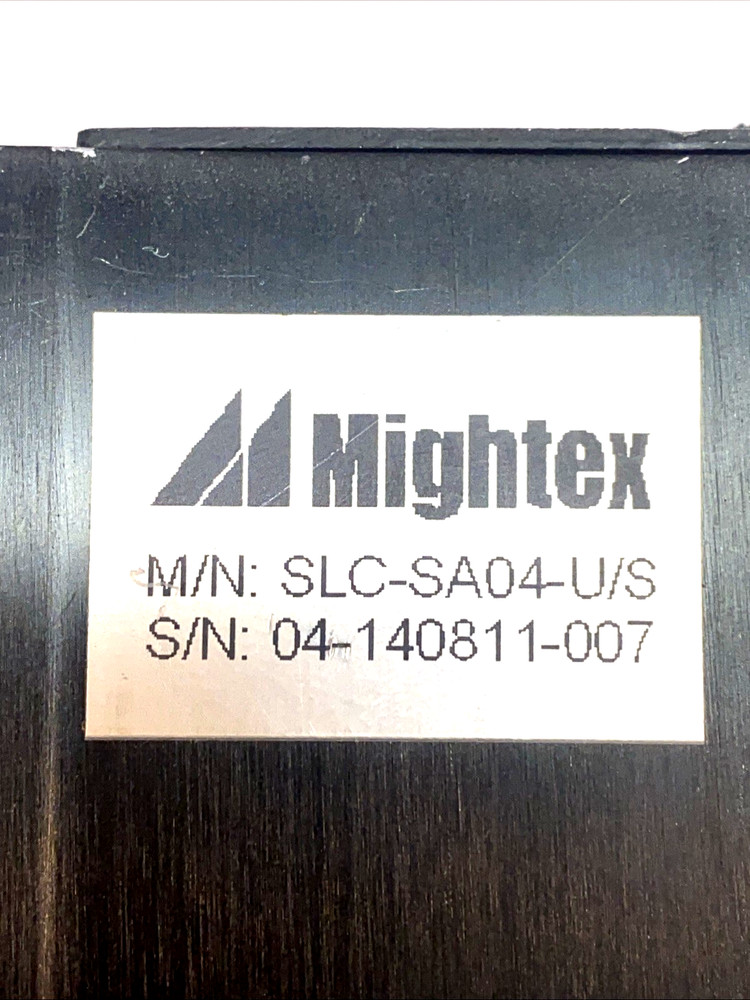 Mightex
M/N: SLC-SA04-U/S
S/N: 04-140811-007